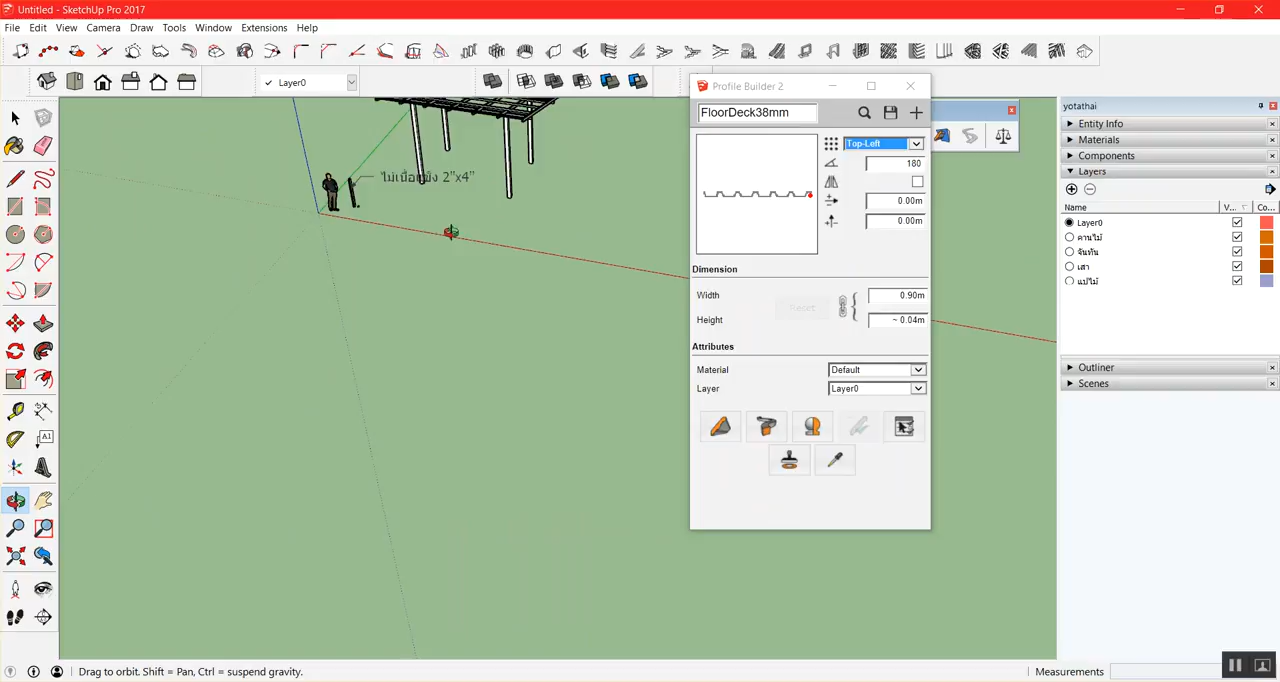 Untitled - SketchUp Pro 2017
File Edit View Camera Draw Tools Window Extensions Help
Layer0
Profile Builder 2
FloorDeck38mm
Top-Left
180
0.00m
0.00m
Dimension
Width 0.90m
Reset
Height ~ 0.04m
Attributes
Material Default
Layer Layer0
ไม้เนื้อแข็ง 2"x4"
A1
yotathai
Entity Info
Materials
Components
Layers
Name V... Co...
Layer0
คานไม้
จันทัน
เสา
แปไม้
Outliner
Scenes
Drag to orbit. Shift = Pan, Ctrl = suspend gravity.
Measurements